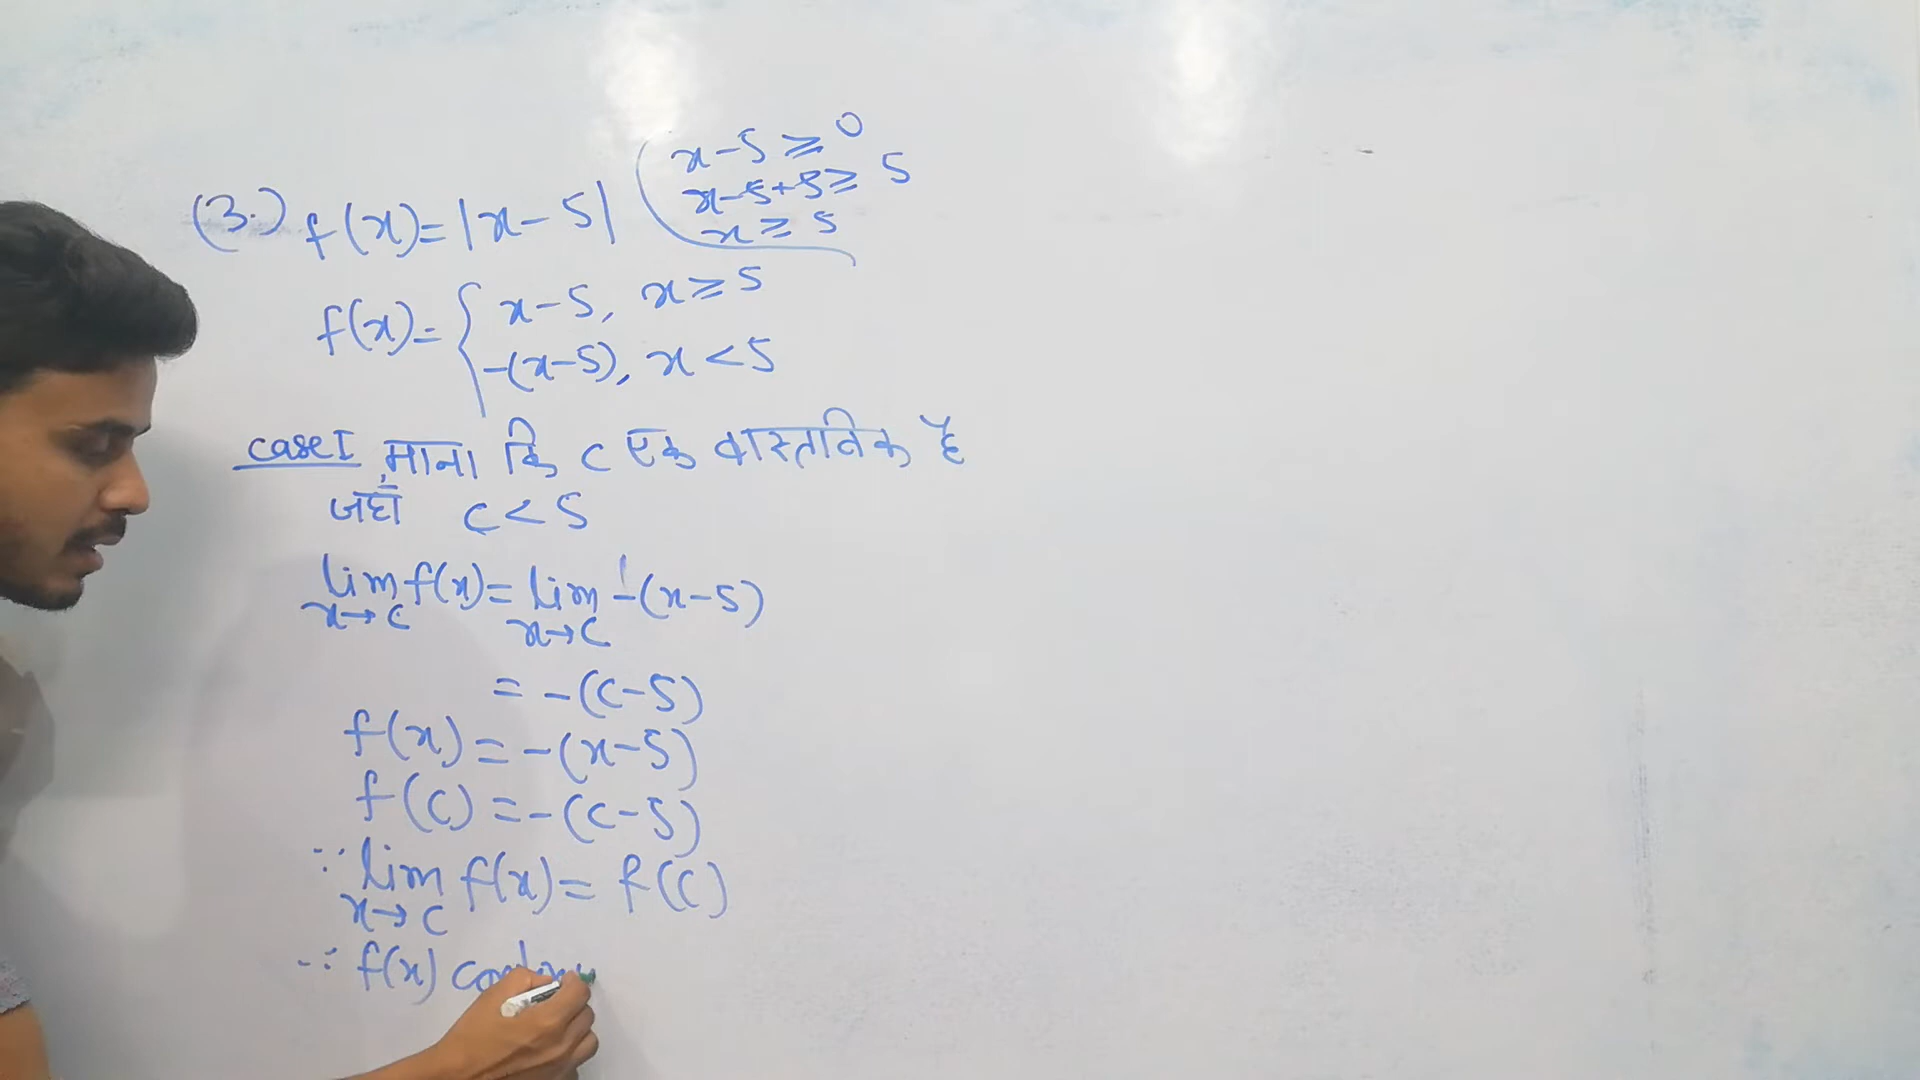 (3.) f(x)=|x-5|
x-5≥0
x-5+5≥5
x≥5
f(x)={ x-5, x≥5
-(x-5), x<5
case I, माना कि c एक वास्तविक है
जहाँ c<5
lim f(x)= lim -(x-5)
x→c x→c
= -(c-5)
f(x) = -(x-5)
f(c) = -(c-5)
∵ lim f(x) = f(c)
x→c
∵ f(x)